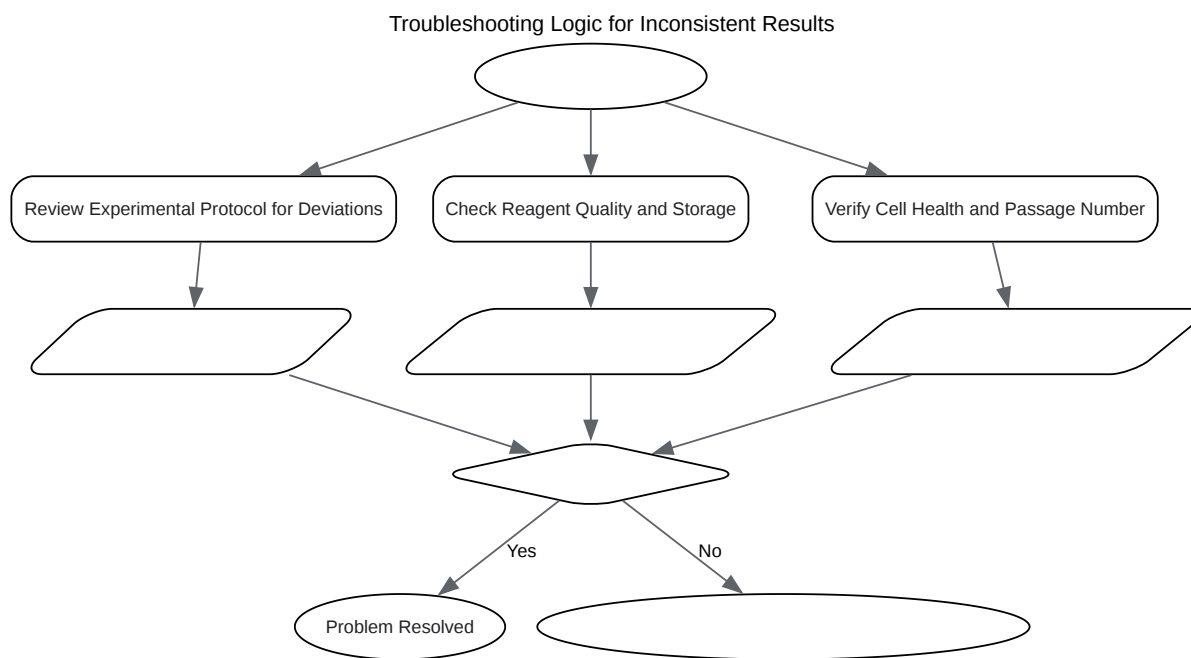 Troubleshooting Logic for Inconsistent Results
Review Experimental Protocol for Deviations
Check Reagent Quality and Storage
Verify Cell Health and Passage Number
Yes
No
Problem Resolved